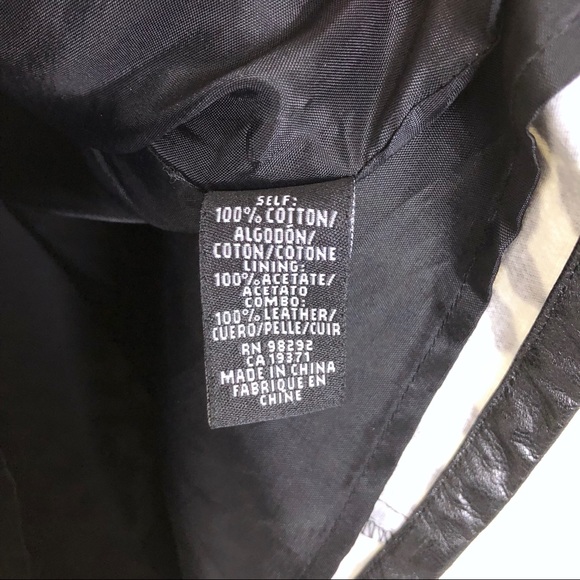 SELF:
100% COTTON/
ALGODÓN/
COTON/COTONE
LINING:
100% ACETATE/
ACETATO
COMBO:
100% LEATHER/
CUERO/PELLE/CUIR
RN 98292
CA 19371
MADE IN CHINA
FABRIQUE EN
CHINE